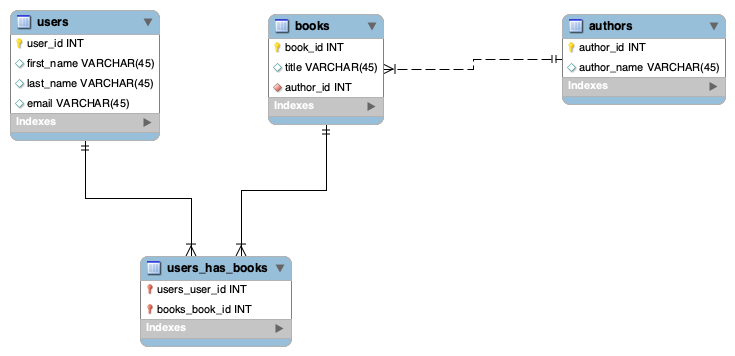 users
user_id INT
first_name VARCHAR(45)
last_name VARCHAR(45)
email VARCHAR(45)
Indexes
books
book_id INT
title VARCHAR(45)
author_id INT
Indexes
authors
author_id INT
author_name VARCHAR(45)
Indexes
users_has_books
users_user_id INT
books_book_id INT
Indexes